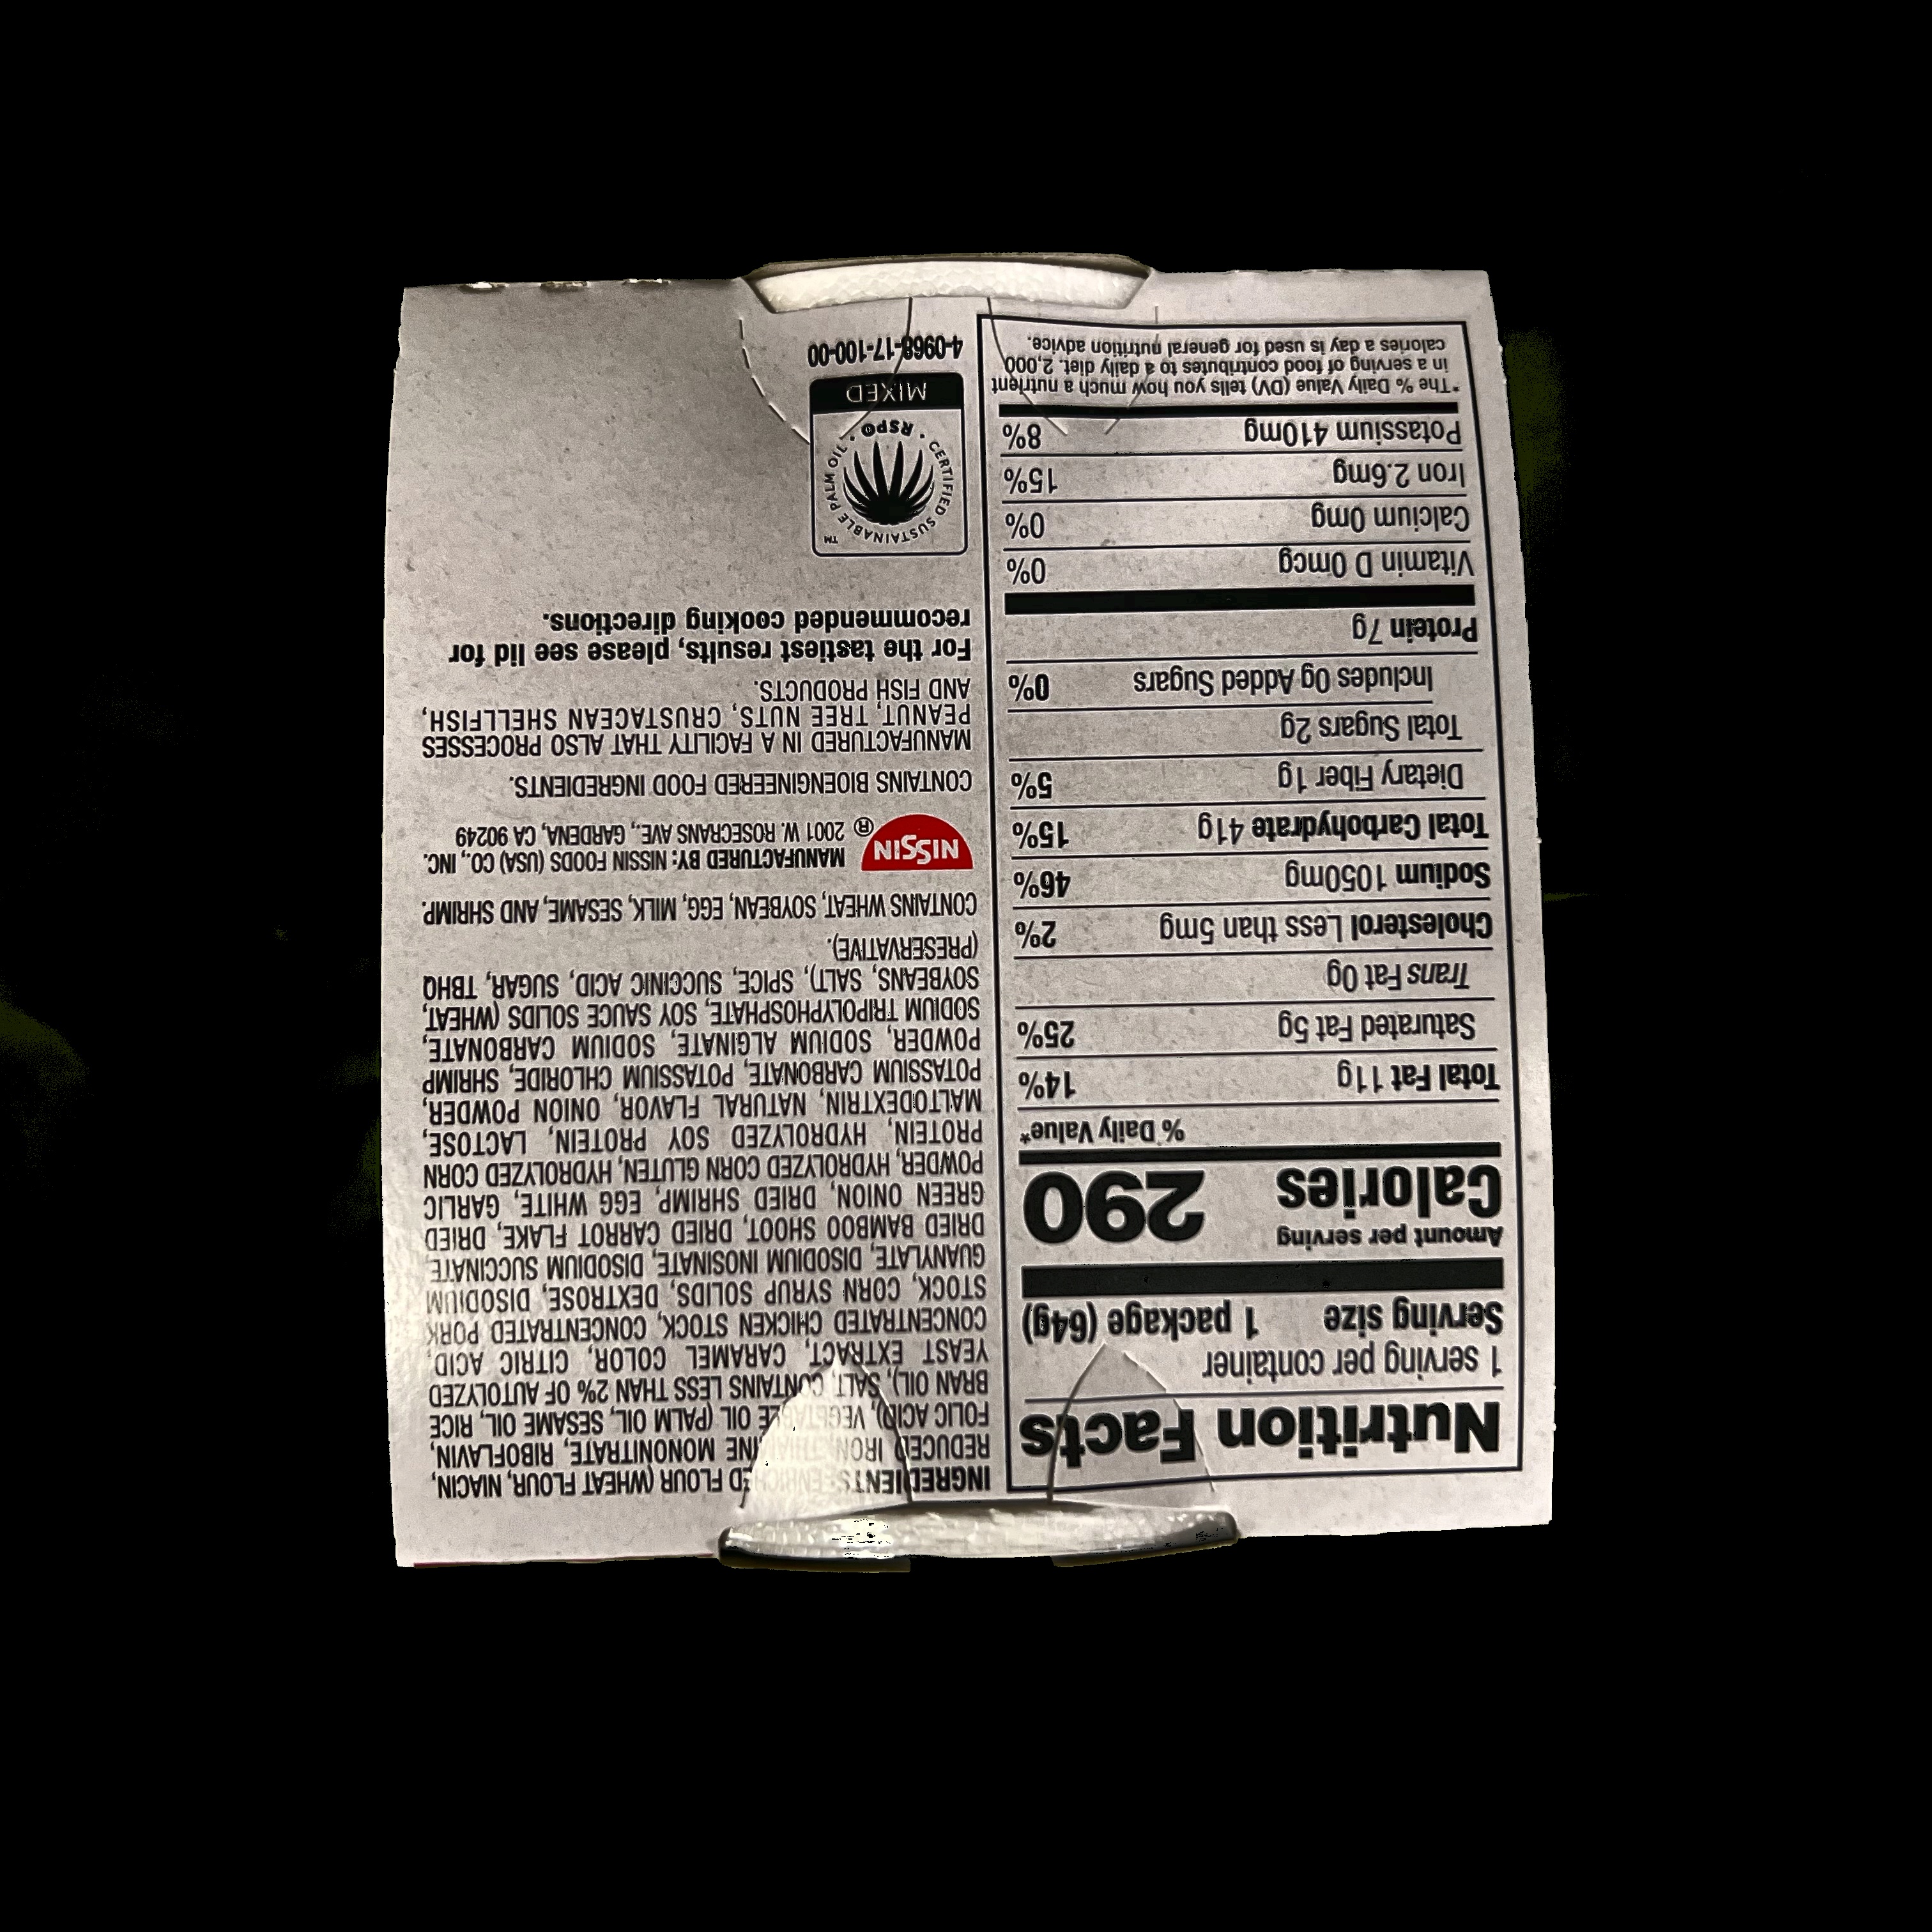 Nutrition Facts
1 serving per container
Serving size 1 package (64g)
Amount per serving
Calories 290
% Daily Value*
Total Fat 11g 14%
Saturated Fat 5g 25%
Trans Fat 0g
Cholesterol Less than 5mg 2%
Sodium 1050mg 46%
Total Carbohydrate 41g 15%
Dietary Fiber 1g 5%
Total Sugars 2g
Includes 0g Added Sugars 0%
Protein 7g
Vitamin D 0mcg 0%
Calcium 0mg 0%
Iron 2.6mg 15%
Potassium 410mg 8%
*The % Daily Value (DV) tells you how much a nutrient
in a serving of food contributes to a daily diet. 2,000
calories a day is used for general nutrition advice.
INGREDIENTS: ENRICHED FLOUR (WHEAT FLOUR, NIACIN,
REDUCED IRON, THIAMINE MONONITRATE, RIBOFLAVIN,
FOLIC ACID), VEGETABLE OIL (PALM OIL, SESAME OIL, RICE
BRAN OIL), SALT, CONTAINS LESS THAN 2% OF AUTOLYZED
YEAST EXTRACT, CARAMEL COLOR, CITRIC ACID,
CONCENTRATED CHICKEN STOCK, CONCENTRATED PORK
STOCK, CORN SYRUP SOLIDS, DEXTROSE, DISODIUM
GUANYLATE, DISODIUM INOSINATE, DISODIUM SUCCINATE,
DRIED BAMBOO SHOOT, DRIED CARROT FLAKE, DRIED
GREEN ONION, DRIED SHRIMP, EGG WHITE, GARLIC
POWDER, HYDROLYZED CORN GLUTEN, HYDROLYZED CORN
PROTEIN, HYDROLYZED SOY PROTEIN, LACTOSE,
MALTODEXTRIN, NATURAL FLAVOR, ONION POWDER,
POTASSIUM CARBONATE, POTASSIUM CHLORIDE, SHRIMP
POWDER, SODIUM ALGINATE, SODIUM CARBONATE,
SODIUM TRIPOLYPHOSPHATE, SOY SAUCE SOLIDS (WHEAT,
SOYBEANS, SALT), SPICE, SUCCINIC ACID, SUGAR, TBHQ
(PRESERVATIVE).
CONTAINS WHEAT, SOYBEAN, EGG, MILK, SESAME, AND SHRIMP.
NISSIN
MANUFACTURED BY: NISSIN FOODS (USA) CO., INC.
® 2001 W. ROSECRANS AVE., GARDENA, CA 90249
CONTAINS BIOENGINEERED FOOD INGREDIENTS.
MANUFACTURED IN A FACILITY THAT ALSO PROCESSES
PEANUT, TREE NUTS, CRUSTACEAN SHELLFISH,
AND FISH PRODUCTS.
For the tastiest results, please see lid for
recommended cooking directions.
CERTIFIED SUSTAINABLE PALM OIL ™
RSPO
MIXED
4-0968-17-100-00